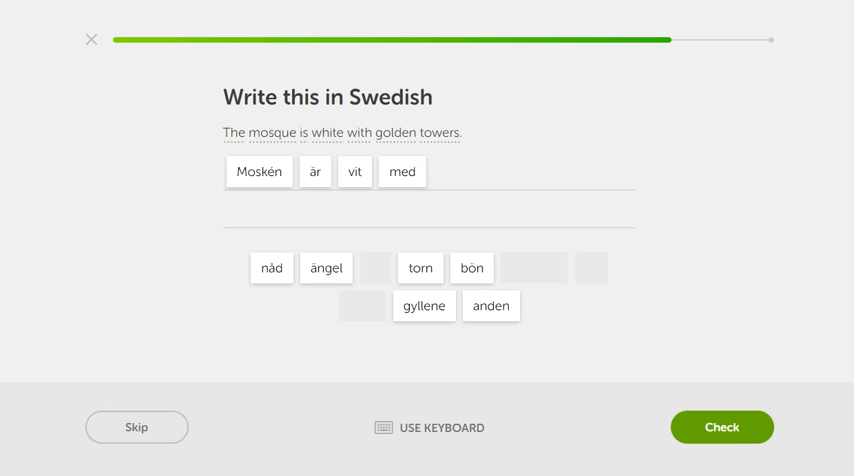 Write this in Swedish
The mosque is white with golden towers.
Moskén är vit med
nåd ängel torn bön
gyllene anden
Skip USE KEYBOARD Check